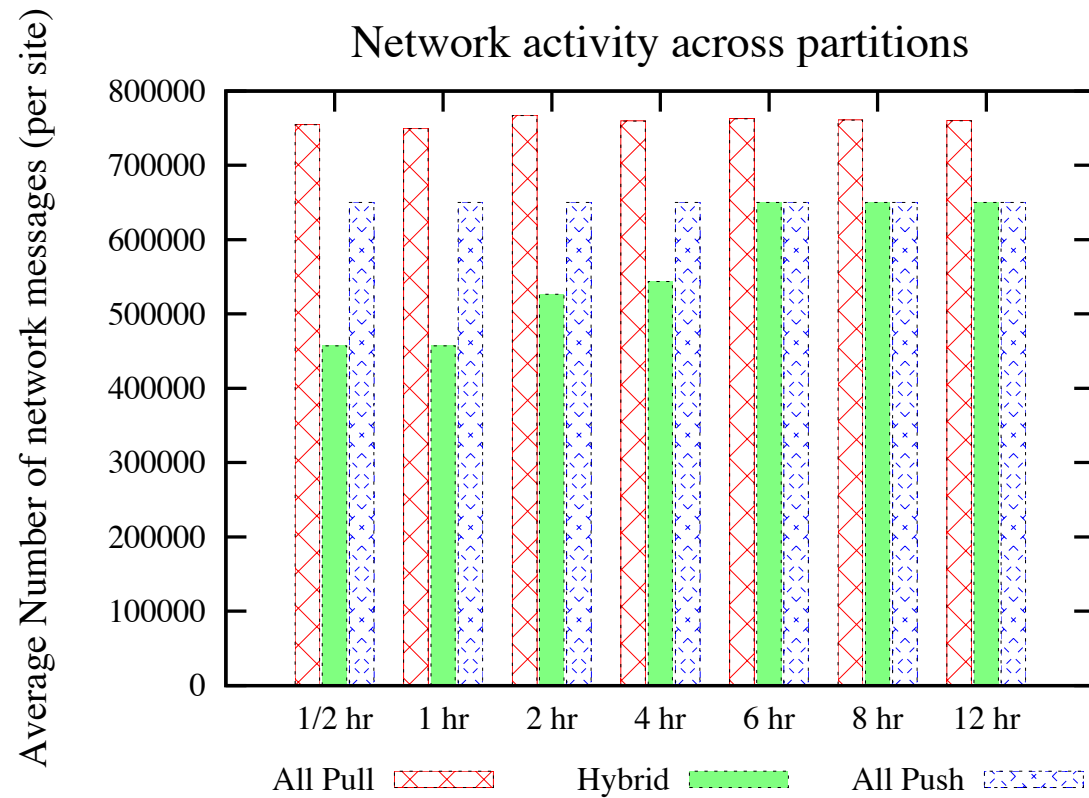 Network activity across partitions
Average Number of network messages (per site)
800000
700000
600000
500000
400000
300000
200000
100000
0
1/2 hr 1 hr 2 hr 4 hr 6 hr 8 hr 12 hr
All Pull Hybrid All Push